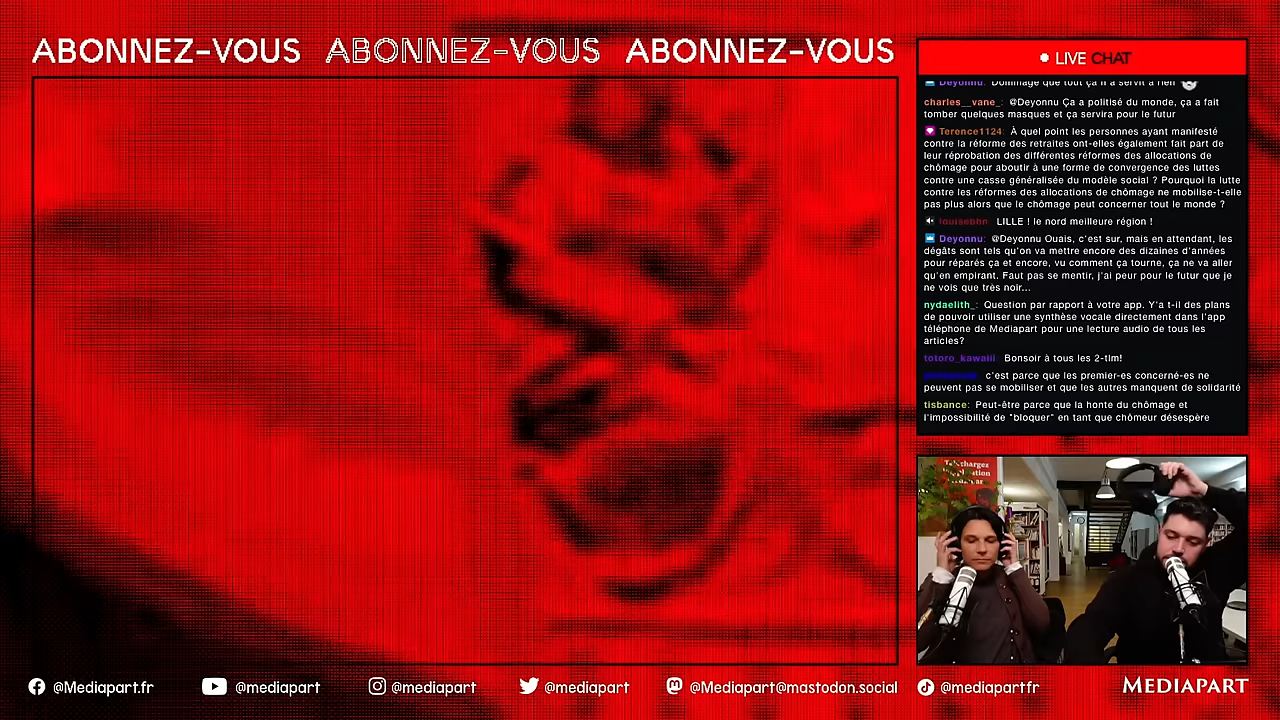 ABONNEZ-VOUS ABONNEZ-VOUS ABONNEZ-VOUS
LIVE CHAT
Deyonnu: Dommage que tout ça n'a servit à rien
charles__vane_: @Deyonnu Ça a politisé du monde, ça a fait
tomber quelques masques et ça servira pour le futur
Terence1124: À quel point les personnes ayant manifesté
contre la réforme des retraites ont-elles également fait part de
leur réprobation des différentes réformes des allocations de
chômage pour aboutir à une forme de convergence des luttes
contre une casse généralisée du modèle social ? Pourquoi la lutte
contre les réformes des allocations de chômage ne mobilise-t-elle
pas plus alors que le chômage peut concerner tout le monde ?
louisebhn: LILLE ! le nord meilleure région !
Deyonnu: @Deyonnu Ouais, c'est sur, mais en attendant, les
dégâts sont tels qu'on va mettre encore des dizaines d'années
pour réparés ça et encore, vu comment ça tourne, ça ne va aller
qu'en empirant. Faut pas se mentir, j'ai peur pour le futur que je
ne vois que très noir...
nydaelith_: Question par rapport à votre app. Y'a t-il des plans
de pouvoir utiliser une synthèse vocale directement dans l'app
téléphone de Mediapart pour une lecture audio de tous les
articles?
totoro_kawaiii: Bonsoir à tous les 2-tim!
c'est parce que les premier-es concerné-es ne
peuvent pas se mobiliser et que les autres manquent de solidarité
tisbance: Peut-être parce que la honte du chômage et
l'impossibilité de "bloquer" en tant que chômeur désespère
@Mediapart.fr @mediapart @mediapart @mediapart @Mediapart@mastodon.social @mediapartfr MEDIAPART